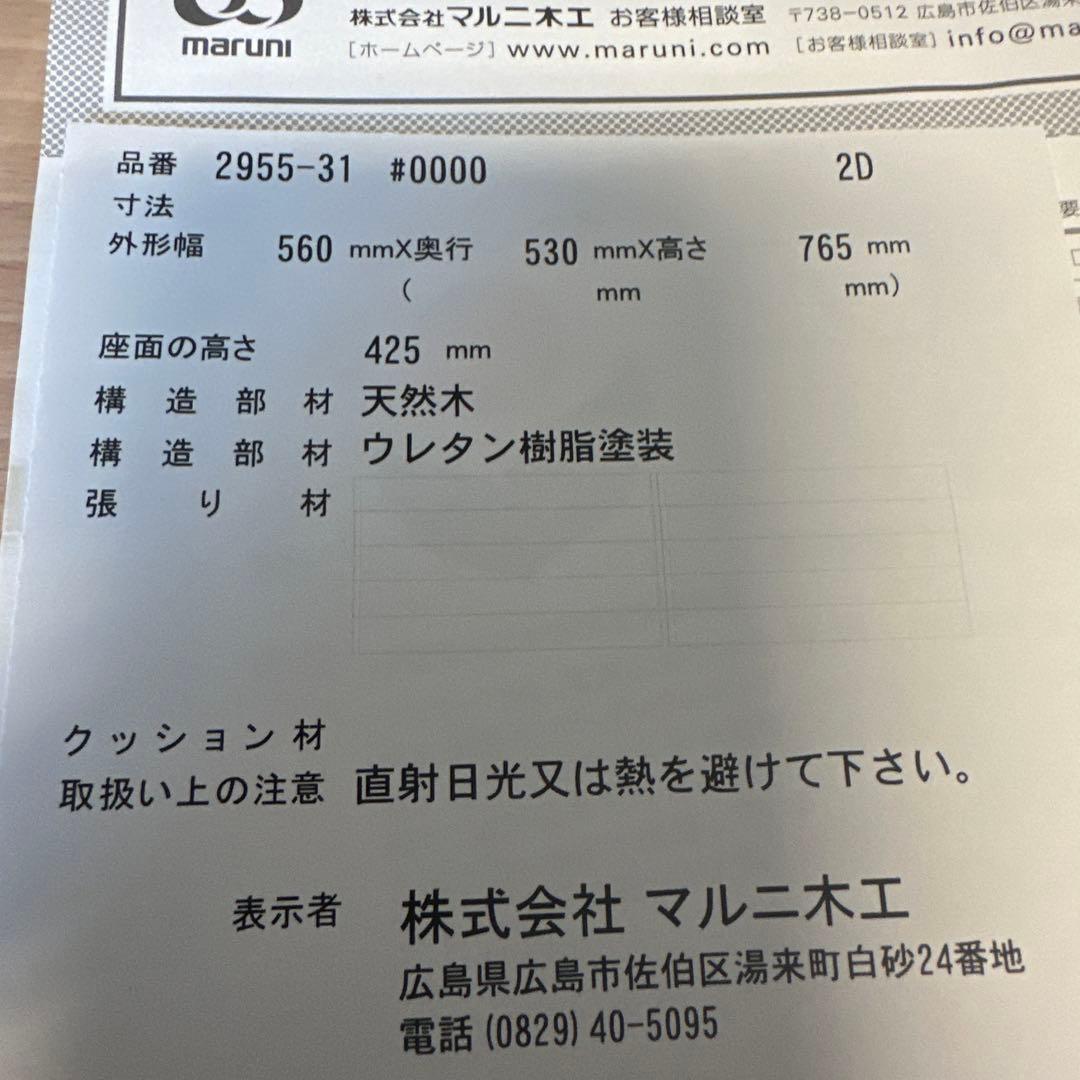 maruni
株式会社マルニ木工 お客様相談室 〒738-0512 広島市佐伯区湯来
[ホームページ] www.maruni.com [お客様相談室] info@ma
品番 2955-31 #0000 2D
寸法
外形幅 560 mmX奥行 530 mmX高さ 765 mm
( mm mm)
座面の高さ 425 mm
構造部材 天然木
構造部材 ウレタン樹脂塗装
張り材
クッション材
取扱い上の注意 直射日光又は熱を避けて下さい。
表示者 株式会社 マルニ木工
広島県広島市佐伯区湯来町白砂24番地
電話(0829)40-5095
要